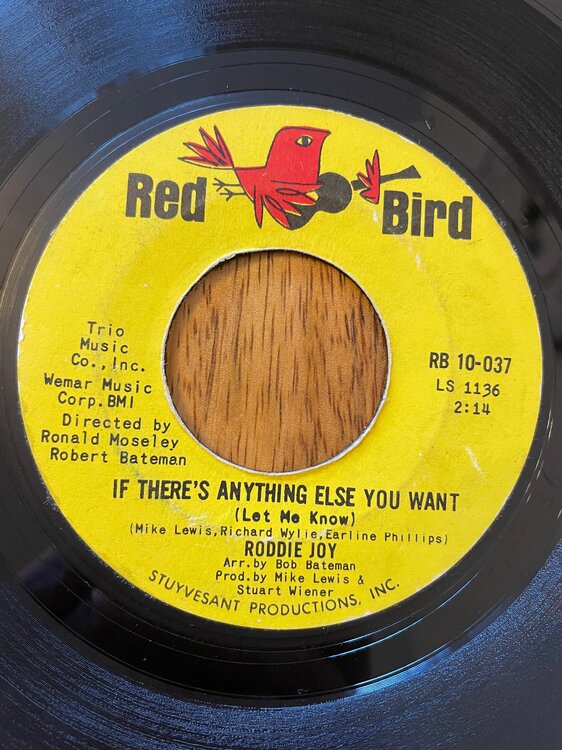 Red Bird
Trio
Music
Co.,Inc.
Wemar Music
Corp.BMI
Directed by
Ronald Moseley
Robert Bateman
RB 10-037
LS 1136
2:14
IF THERE'S ANYTHING ELSE YOU WANT
(Let Me Know)
(Mike Lewis,Richard Wylie,Earline Phillips)
RODDIE JOY
Arr.by Bob Bateman
Prod.by Mike Lewis &
Stuart Wiener
STUYVESANT PRODUCTIONS, INC.